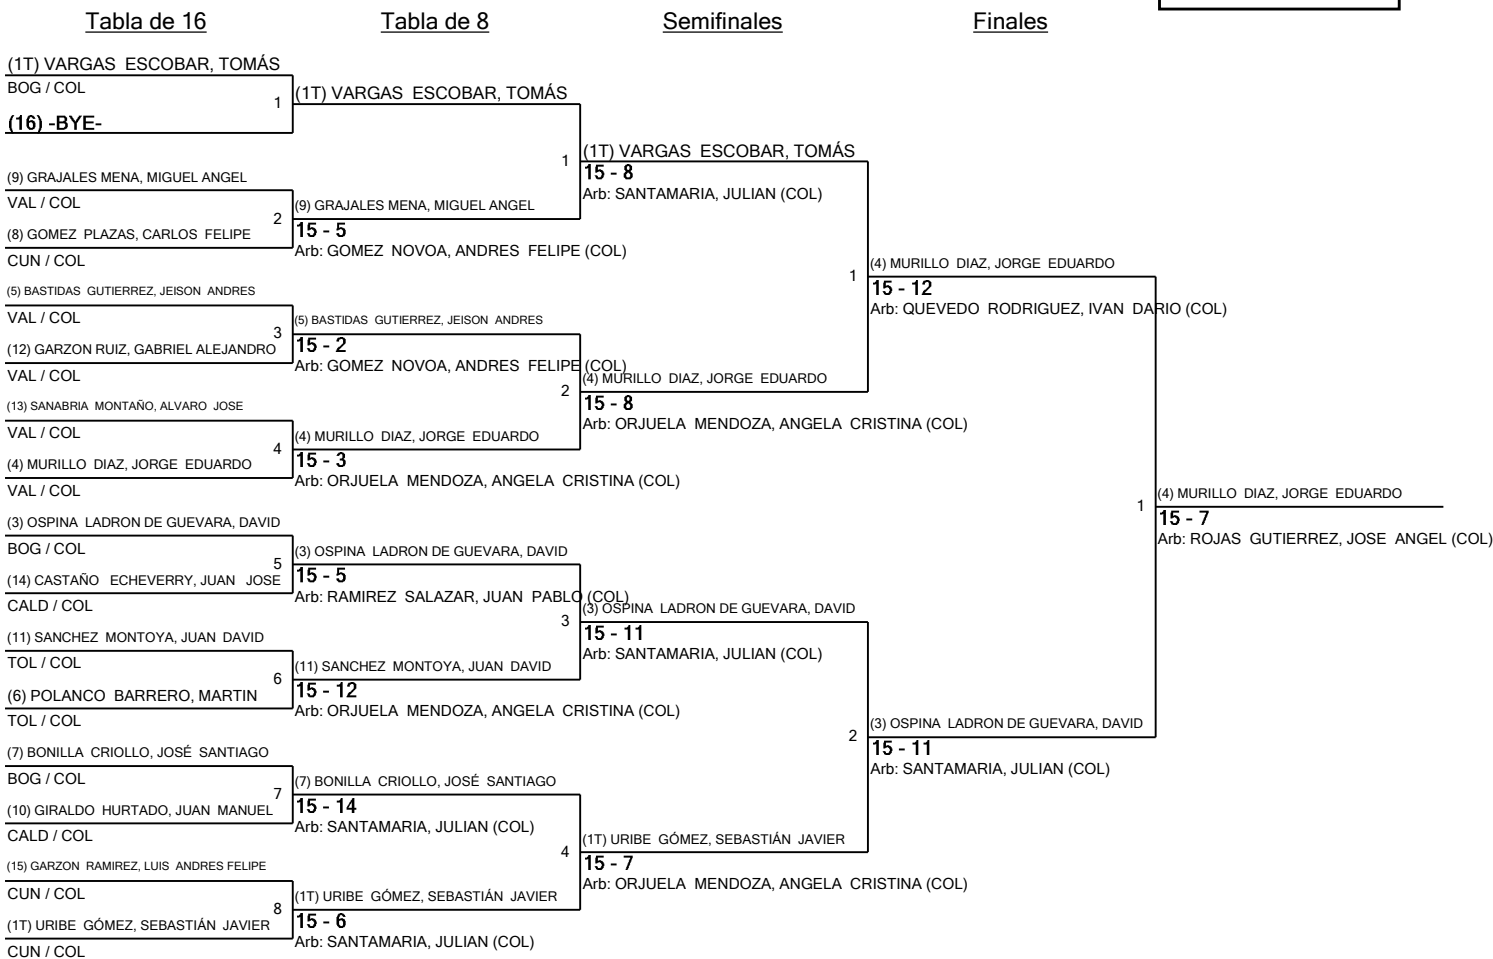 Tabla de 16
Tabla de 8
Semifinales
Finales
(1T) VARGAS ESCOBAR, TOMÁS
BOG / COL
1
(16) -BYE-
(9) GRAJALES MENA, MIGUEL ANGEL
VAL / COL
2
(8) GOMEZ PLAZAS, CARLOS FELIPE
CUN / COL
(5) BASTIDAS GUTIERREZ, JEISON ANDRES
VAL / COL
3
(12) GARZON RUIZ, GABRIEL ALEJANDRO
VAL / COL
(13) SANABRIA MONTAÑO, ALVARO JOSE
VAL / COL
4
(4) MURILLO DIAZ, JORGE EDUARDO
VAL / COL
(3) OSPINA LADRON DE GUEVARA, DAVID
BOG / COL
5
(14) CASTAÑO ECHEVERRY, JUAN JOSE
CALD / COL
(11) SANCHEZ MONTOYA, JUAN DAVID
TOL / COL
6
(6) POLANCO BARRERO, MARTIN
TOL / COL
(7) BONILLA CRIOLLO, JOSÉ SANTIAGO
BOG / COL
7
(10) GIRALDO HURTADO, JUAN MANUEL
CALD / COL
(15) GARZON RAMIREZ, LUIS ANDRES FELIPE
CUN / COL
8
(1T) URIBE GÓMEZ, SEBASTIÁN JAVIER
CUN / COL
(1T) VARGAS ESCOBAR, TOMÁS
1
(9) GRAJALES MENA, MIGUEL ANGEL
15 - 5
Arb: GOMEZ NOVOA, ANDRES FELIPE (COL)
(5) BASTIDAS GUTIERREZ, JEISON ANDRES
15 - 2
Arb: GOMEZ NOVOA, ANDRES FELIPE (COL)
2
(4) MURILLO DIAZ, JORGE EDUARDO
15 - 3
Arb: ORJUELA MENDOZA, ANGELA CRISTINA (COL)
(3) OSPINA LADRON DE GUEVARA, DAVID
15 - 5
Arb: RAMIREZ SALAZAR, JUAN PABLO (COL)
3
(11) SANCHEZ MONTOYA, JUAN DAVID
15 - 12
Arb: ORJUELA MENDOZA, ANGELA CRISTINA (COL)
(7) BONILLA CRIOLLO, JOSÉ SANTIAGO
15 - 14
Arb: SANTAMARIA, JULIAN (COL)
4
(1T) URIBE GÓMEZ, SEBASTIÁN JAVIER
15 - 6
Arb: SANTAMARIA, JULIAN (COL)
(1T) VARGAS ESCOBAR, TOMÁS
15 - 8
Arb: SANTAMARIA, JULIAN (COL)
1
(4) MURILLO DIAZ, JORGE EDUARDO
15 - 8
Arb: ORJUELA MENDOZA, ANGELA CRISTINA (COL)
(3) OSPINA LADRON DE GUEVARA, DAVID
15 - 11
Arb: SANTAMARIA, JULIAN (COL)
2
(1T) URIBE GÓMEZ, SEBASTIÁN JAVIER
15 - 7
Arb: ORJUELA MENDOZA, ANGELA CRISTINA (COL)
(4) MURILLO DIAZ, JORGE EDUARDO
15 - 12
Arb: QUEVEDO RODRIGUEZ, IVAN DARIO (COL)
1
(3) OSPINA LADRON DE GUEVARA, DAVID
15 - 11
Arb: SANTAMARIA, JULIAN (COL)
(4) MURILLO DIAZ, JORGE EDUARDO
15 - 7
Arb: ROJAS GUTIERREZ, JOSE ANGEL (COL)